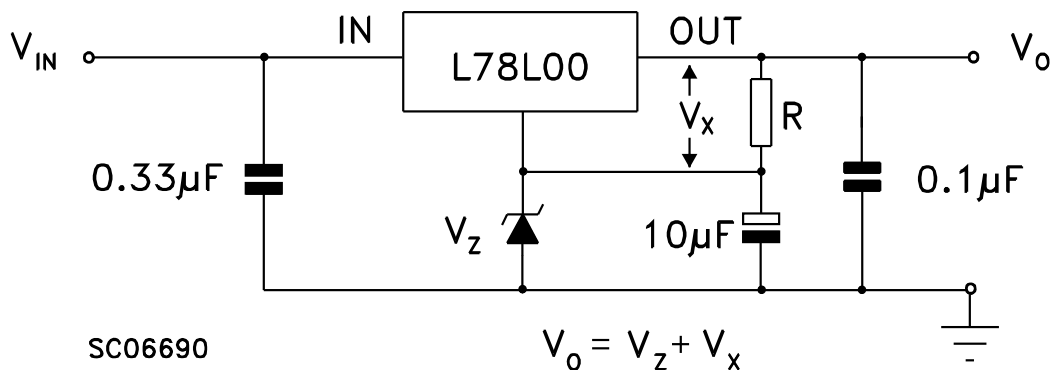 V_IN
IN
L78L00
OUT
V_O
V_X
R
0.33μF
V_Z
10μF
0.1μF
SC06690
V_O = V_Z + V_X